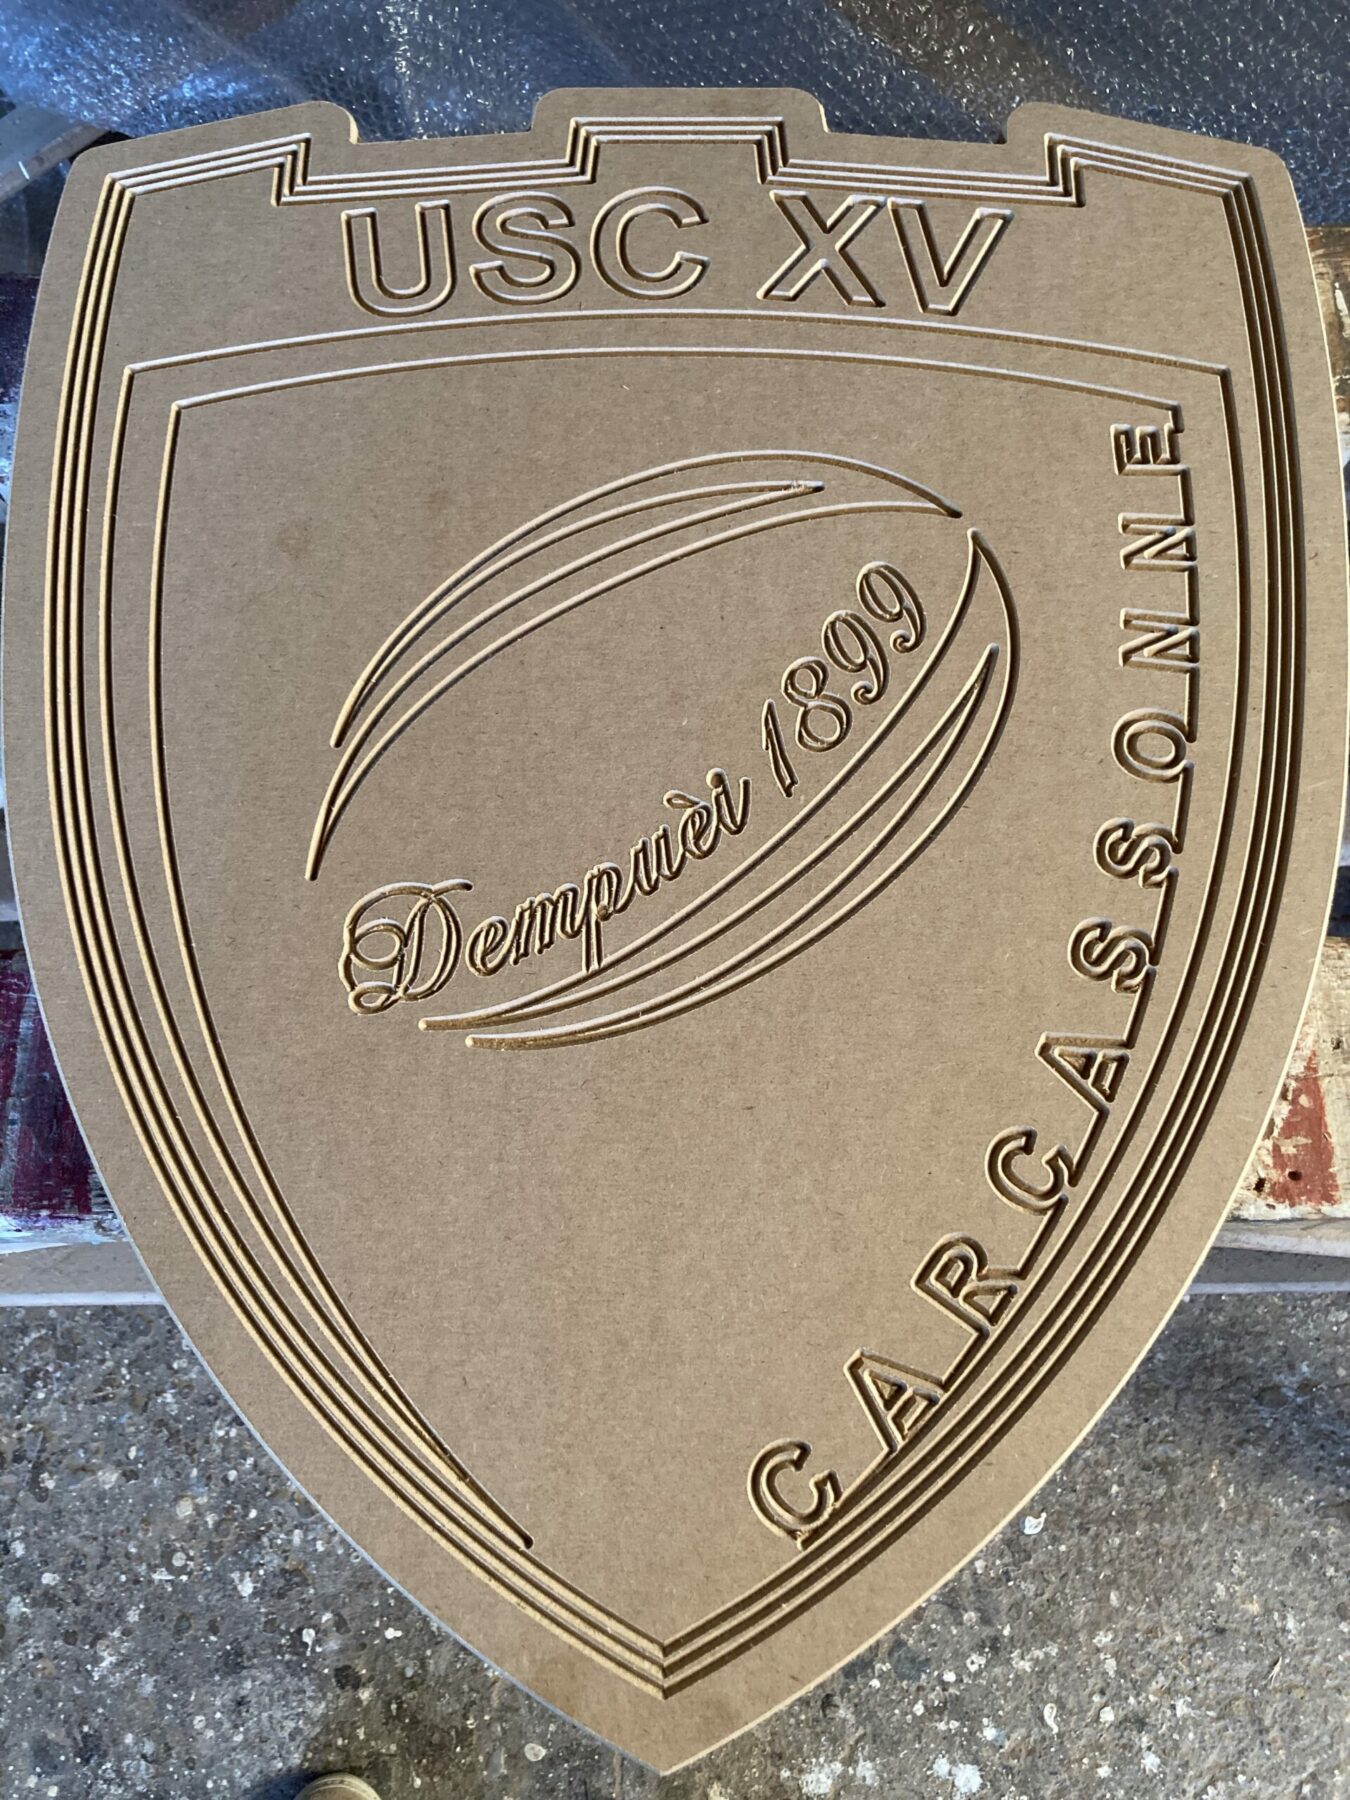 USC XV
Dempuèi 1899
CARCASSONNE